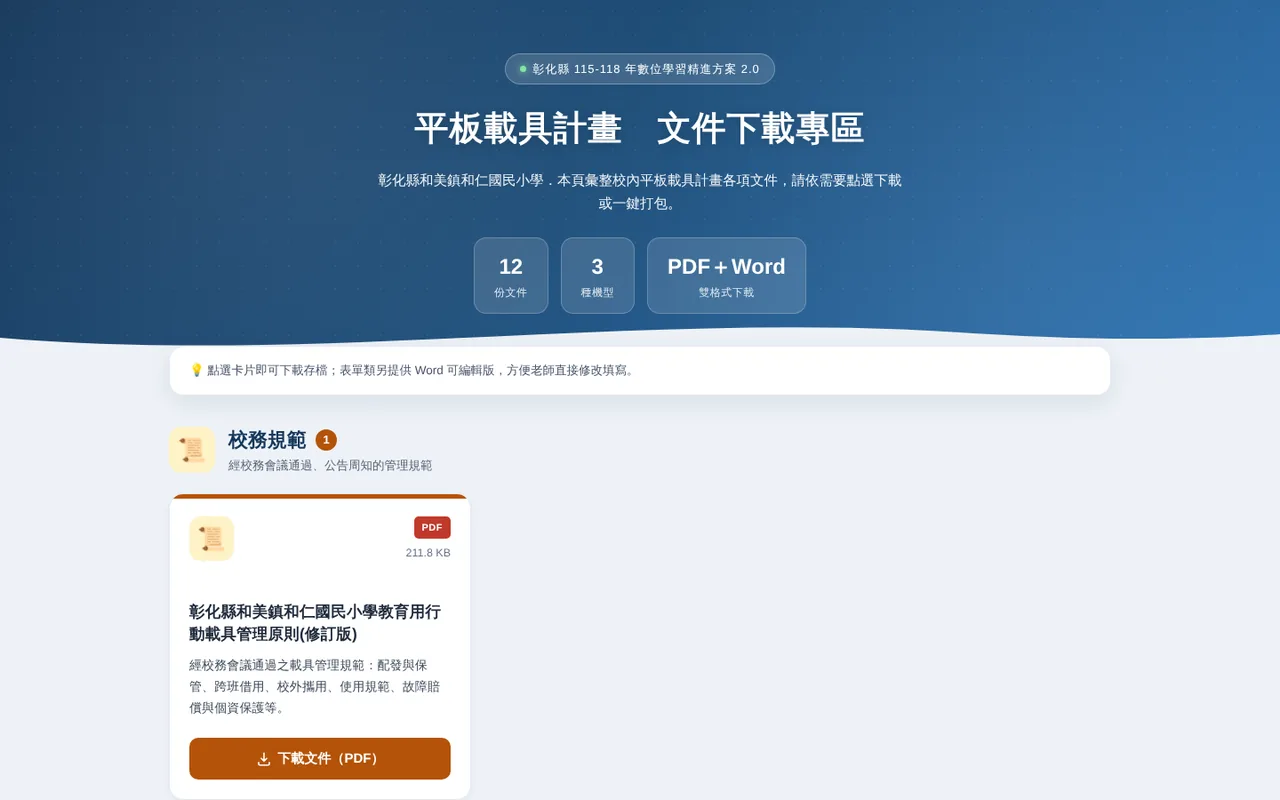 彰化縣 115-118 年數位學習精進方案 2.0
平板載具計畫　文件下載專區
彰化縣和美鎮和仁國民小學．本頁彙整校內平板載具計畫各項文件，請依需要點選下載
或一鍵打包。
12
份文件
3
種機型
PDF＋Word
雙格式下載
💡 點選卡片即可下載存檔；表單類另提供 Word 可編輯版，方便老師直接修改填寫。
校務規範 1
經校務會議通過、公告周知的管理規範
PDF
211.8 KB
彰化縣和美鎮和仁國民小學教育用行
動載具管理原則(修訂版)
經校務會議通過之載具管理規範：配發與保
管、跨班借用、校外攜用、使用規範、故障賠
償與個資保護等。
下載文件（PDF）